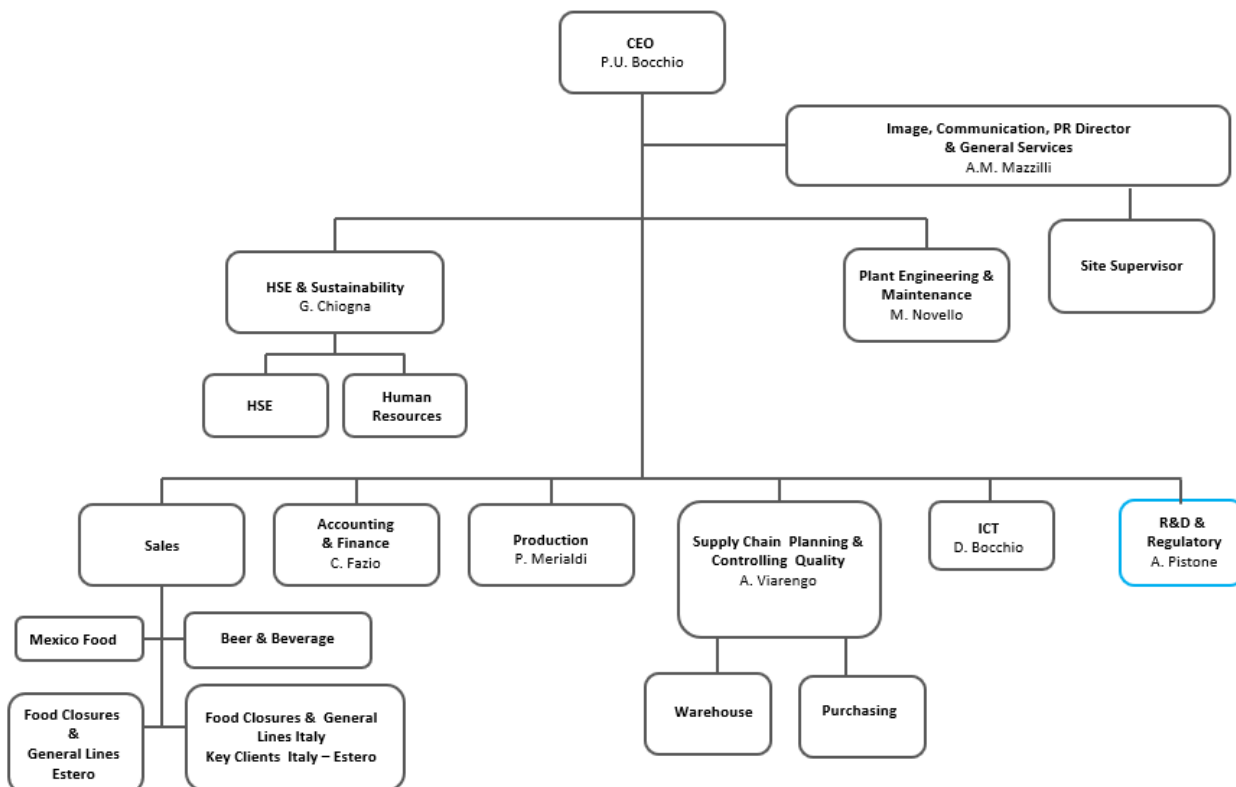 CEO
P.U. Bocchio
Image, Communication, PR Director
& General Services
A.M. Mazzilli
Site Supervisor
HSE & Sustainability
G. Chiogna
Plant Engineering &
Maintenance
M. Novello
HSE
Human
Resources
Sales
Accounting
& Finance
C. Fazio
Production
P. Merialdi
Supply Chain Planning &
Controlling Quality
A. Viarengo
ICT
D. Bocchio
R&D &
Regulatory
A. Pistone
Mexico Food
Beer & Beverage
Food Closures
&
General Lines
Estero
Food Closures & General
Lines Italy
Key Clients Italy – Estero
Warehouse
Purchasing